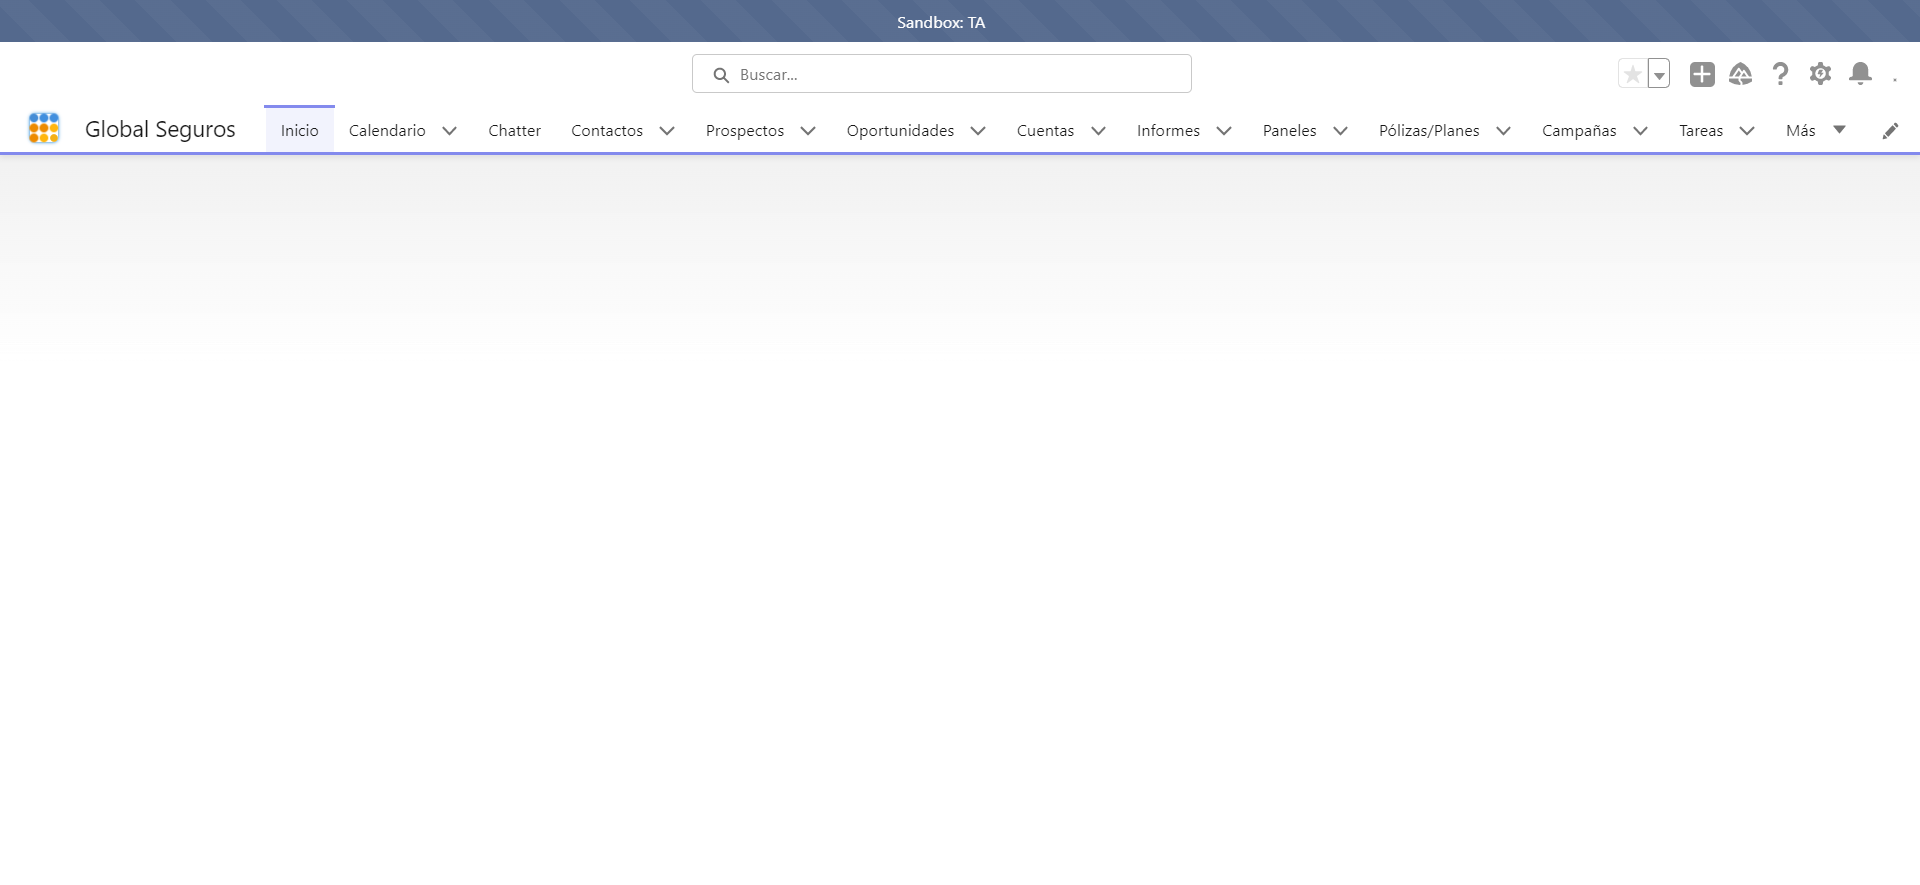 Sandbox: TA
Buscar...
Global Seguros
Inicio
Calendario
Chatter
Contactos
Prospectos
Oportunidades
Cuentas
Informes
Paneles
Pólizas/Planes
Campañas
Tareas
Más